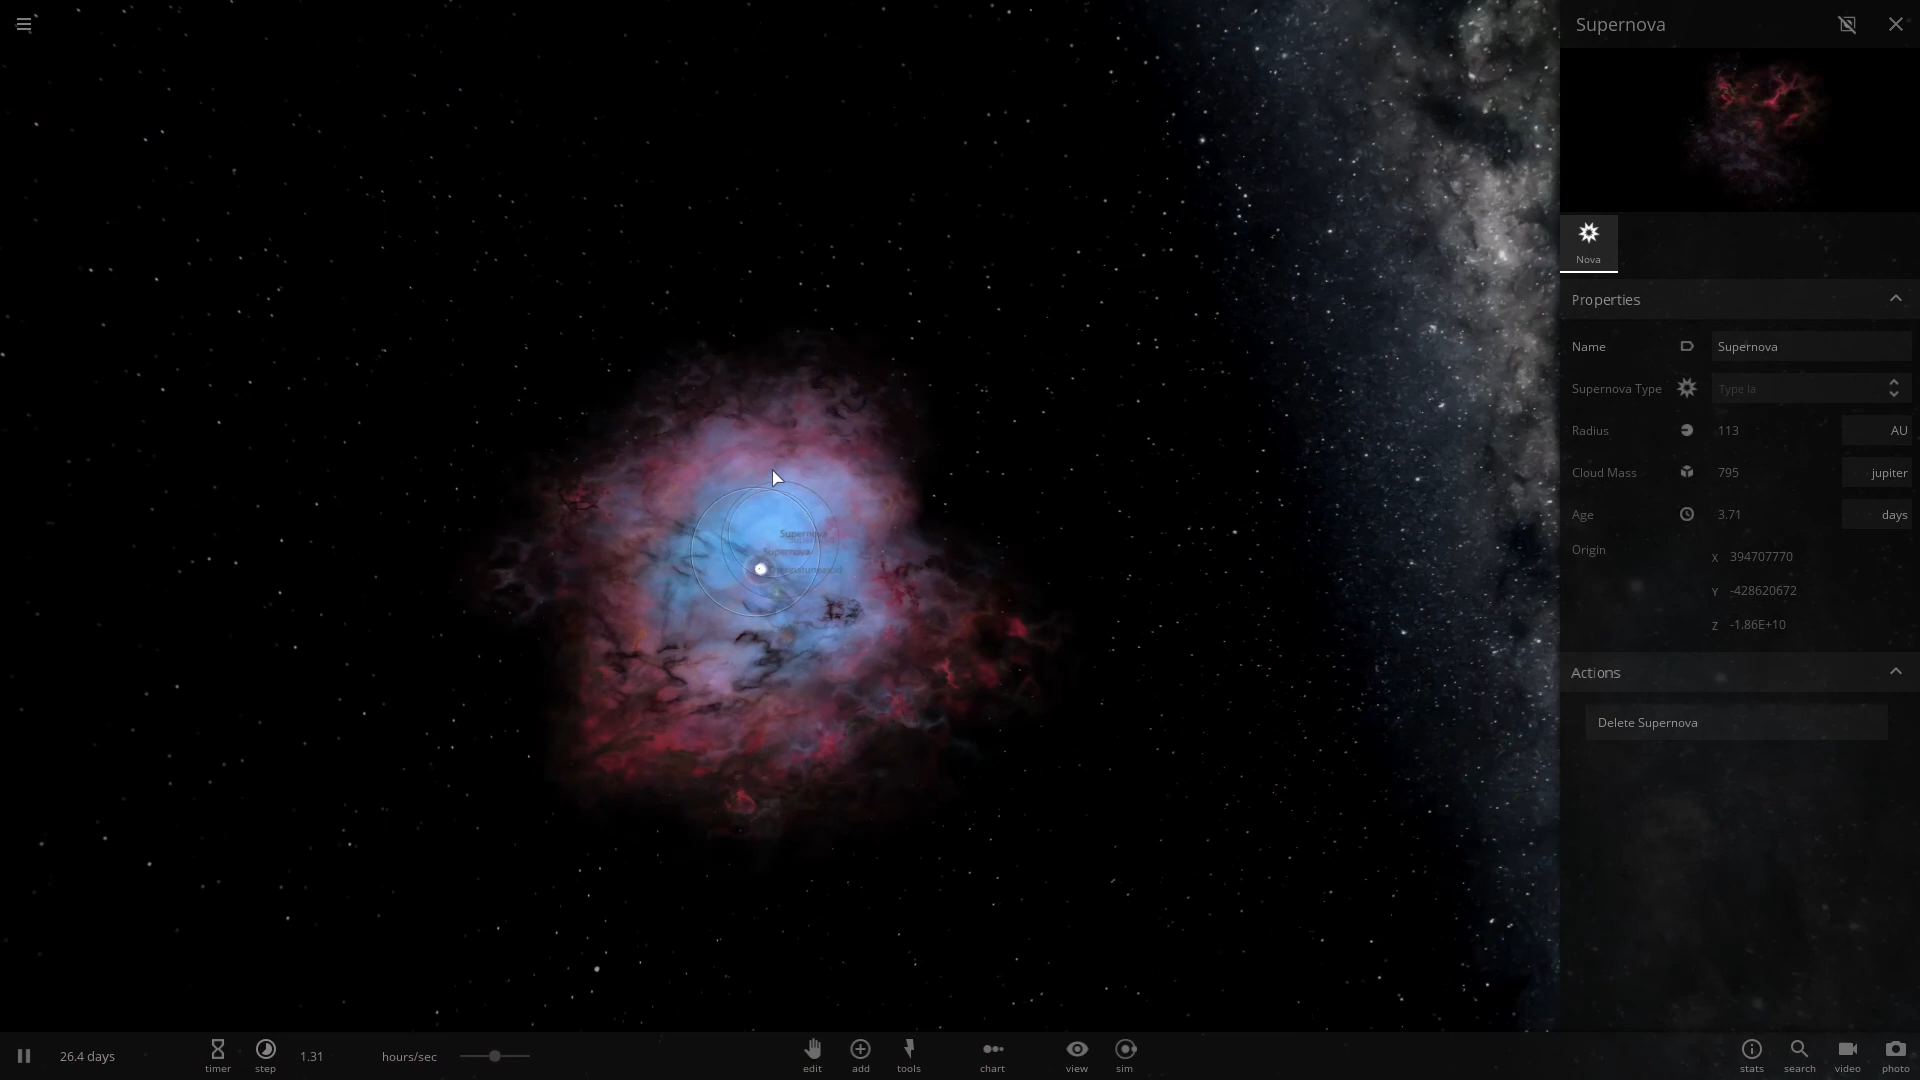 Supernova
Nova
Properties
Name
Supernova
Supernova Type
Type Ia
Radius
113
AU
Cloud Mass
795
jupiter
Age
3.71
days
Origin
X 394707770
Y -428620672
Z -1.86E+10
Actions
Delete Supernova
Supernova
Supernova
26.4 days
timer
step
1.31
hours/sec
edit
add
tools
chart
view
sim
stats
search
video
photo